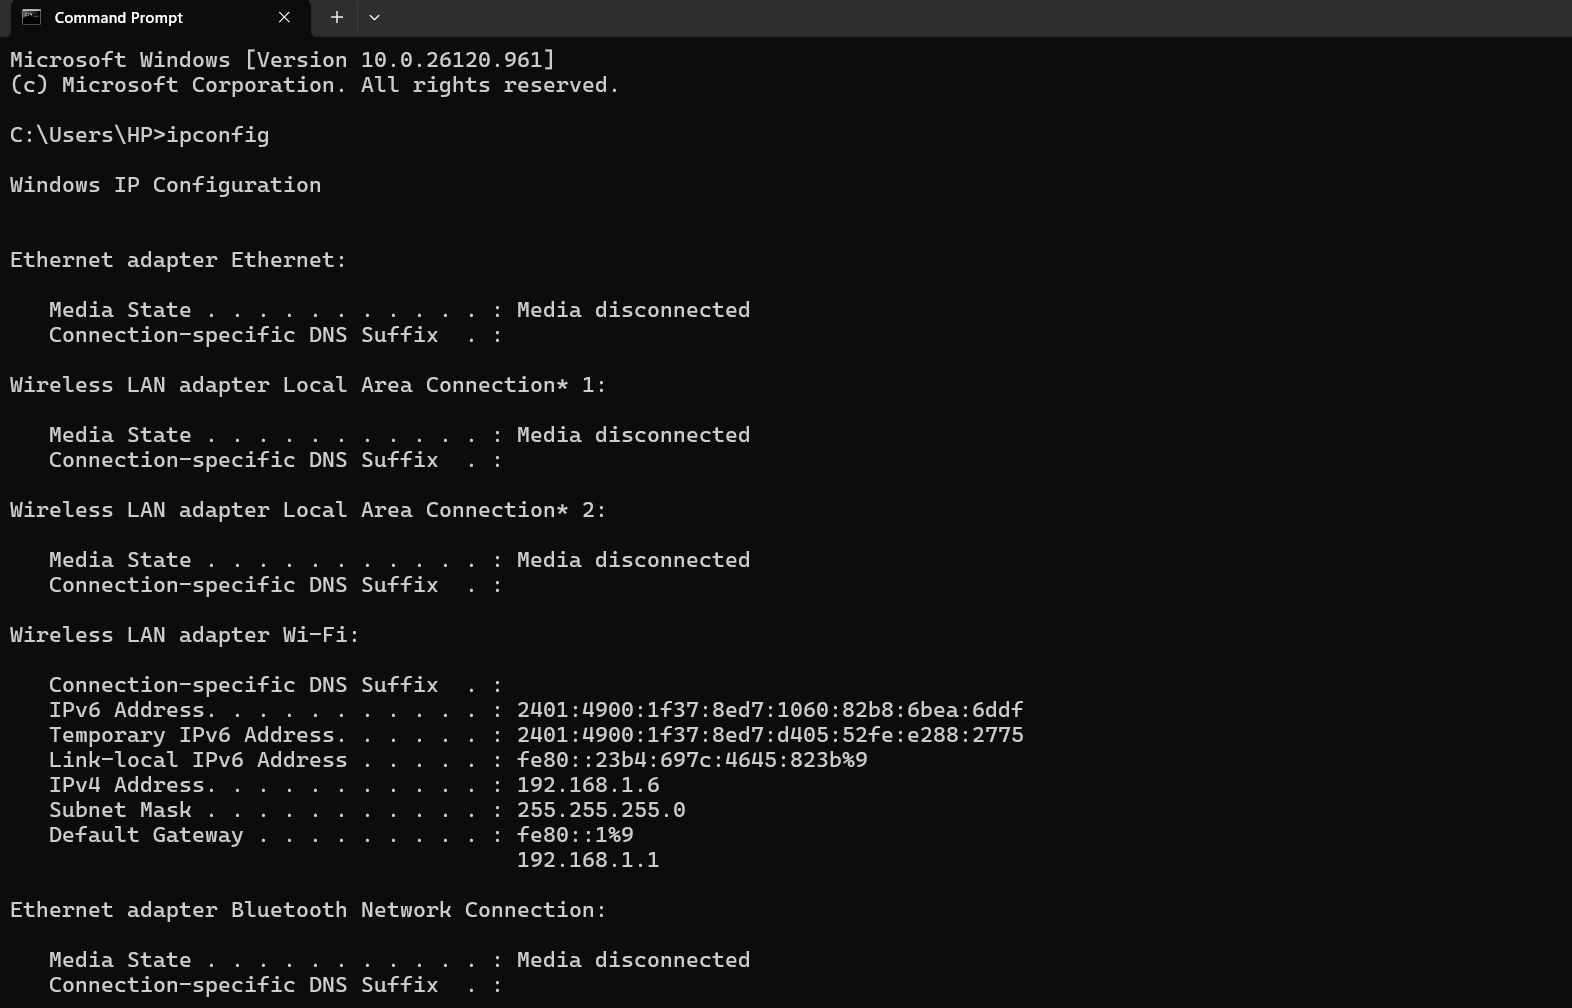 Command Prompt
Microsoft Windows [Version 10.0.26120.961]
(c) Microsoft Corporation. All rights reserved.
C:\Users\HP>ipconfig
Windows IP Configuration
Ethernet adapter Ethernet:
   Media State . . . . . . . . . . . : Media disconnected
   Connection-specific DNS Suffix  . :
Wireless LAN adapter Local Area Connection* 1:
   Media State . . . . . . . . . . . : Media disconnected
   Connection-specific DNS Suffix  . :
Wireless LAN adapter Local Area Connection* 2:
   Media State . . . . . . . . . . . : Media disconnected
   Connection-specific DNS Suffix  . :
Wireless LAN adapter Wi-Fi:
   Connection-specific DNS Suffix  . :
   IPv6 Address. . . . . . . . . . . : 2401:4900:1f37:8ed7:1060:82b8:6bea:6ddf
   Temporary IPv6 Address. . . . . . : 2401:4900:1f37:8ed7:d405:52fe:e288:2775
   Link-local IPv6 Address . . . . . : fe80::23b4:697c:4645:823b%9
   IPv4 Address. . . . . . . . . . . : 192.168.1.6
   Subnet Mask . . . . . . . . . . . : 255.255.255.0
   Default Gateway . . . . . . . . . : fe80::1%9
                                       192.168.1.1
Ethernet adapter Bluetooth Network Connection:
   Media State . . . . . . . . . . . : Media disconnected
   Connection-specific DNS Suffix  . :